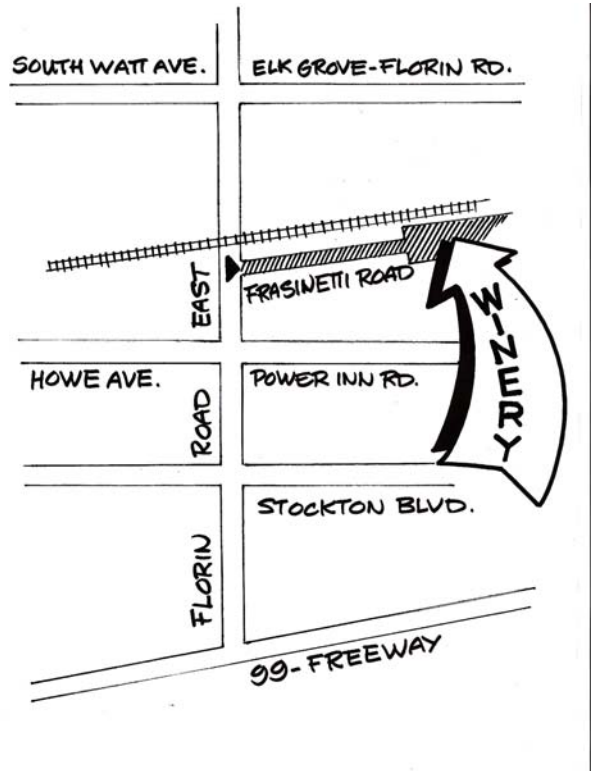 SOUTH WATT AVE.
ELK GROVE-FLORIN RD.
FRASINETTI ROAD
WINERY
HOWE AVE.
POWER INN RD.
STOCKTON BLVD.
FLORIN ROAD EAST
99-FREEWAY